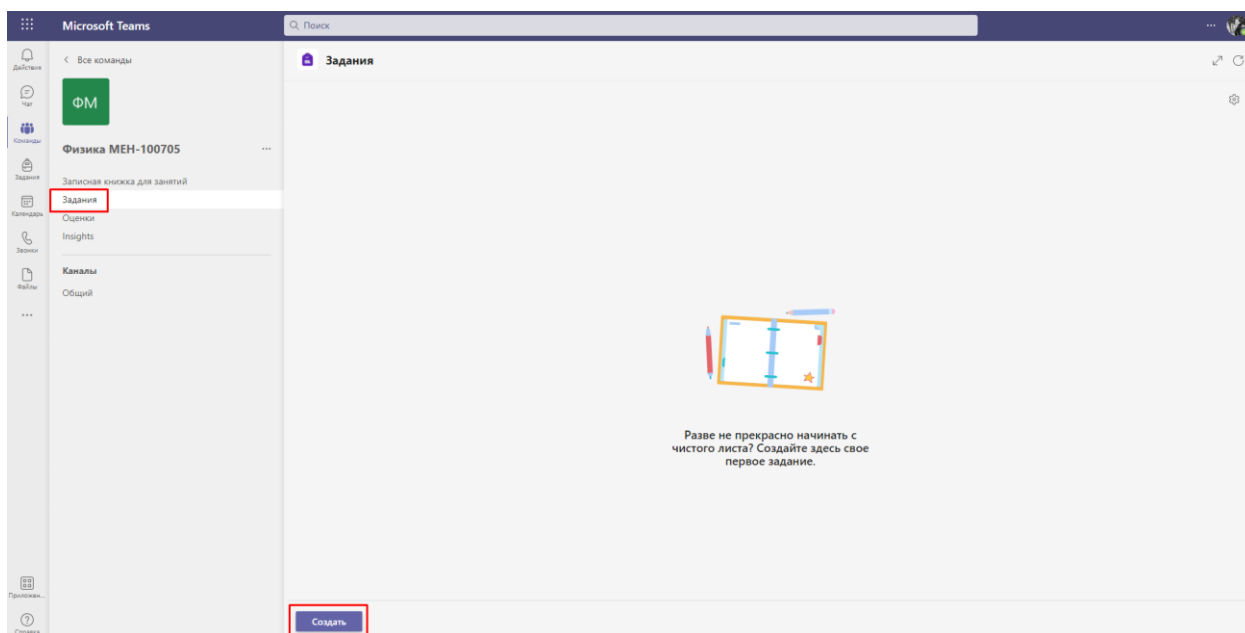 Microsoft Teams
Поиск
Действия
Чат
Команды
Задания
Календарь
Звонки
Файлы
Приложен...
Справка
Все команды
ФМ
Физика МЕН-100705
Записная книжка для занятий
Задания
Оценки
Insights
Каналы
Общий
Задания
Разве не прекрасно начинать с
чистого листа? Создайте здесь свое
первое задание.
Создать